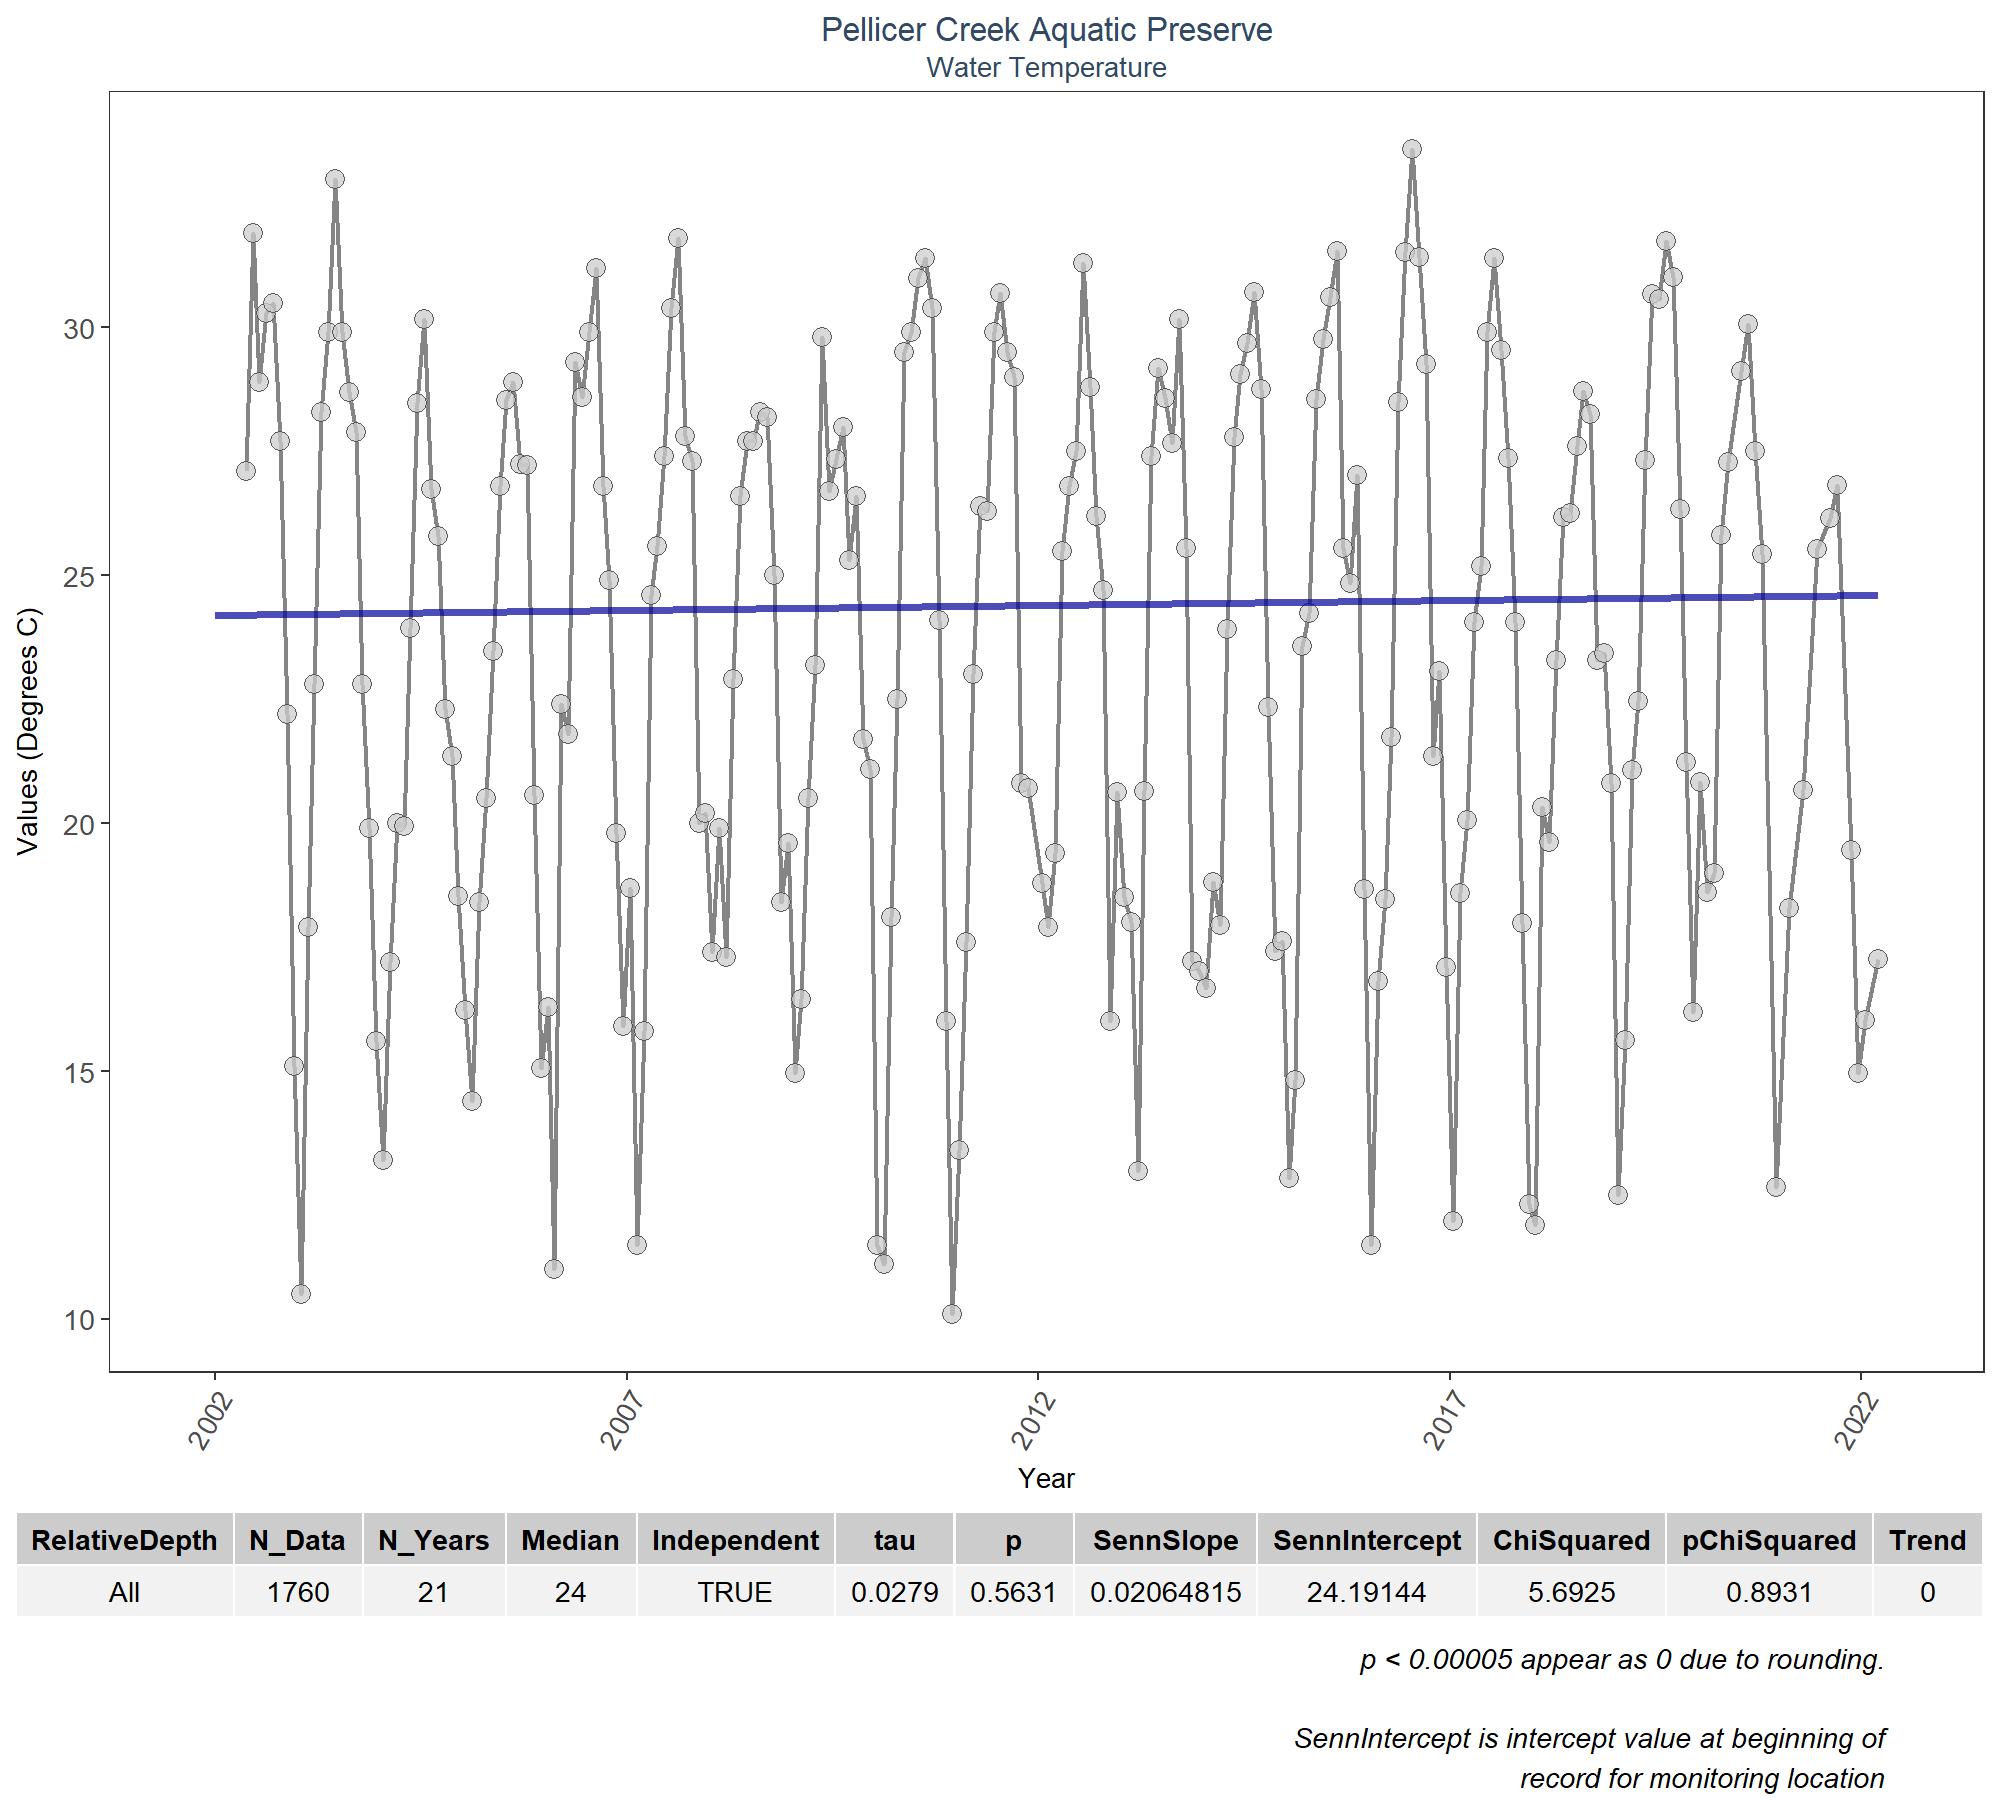 Pellicer Creek Aquatic Preserve
Water Temperature
Values (Degrees C)
30
25
20
15
10
2002
2007
2012
2017
2022
Year
RelativeDepth N_Data N_Years Median Independent tau p SennSlope SennIntercept ChiSquared pChiSquared Trend
All 1760 21 24 TRUE 0.0279 0.5631 0.02064815 24.19144 5.6925 0.8931 0
p < 0.00005 appear as 0 due to rounding.
SennIntercept is intercept value at beginning of
record for monitoring location